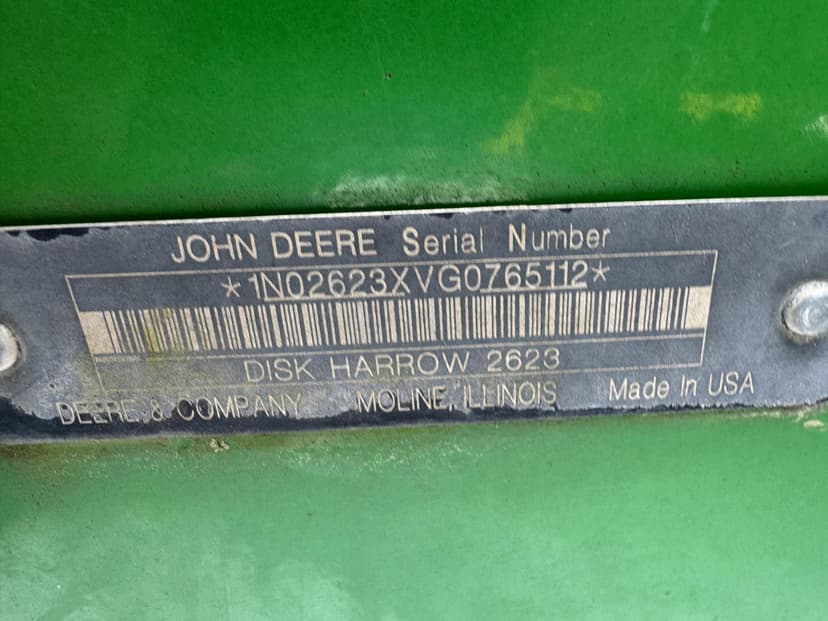 JOHN DEERE Serial Number
*1N02623XVG0765112*
DISK HARROW 2623
DEERE & COMPANY MOLINE, ILLINOIS Made In USA